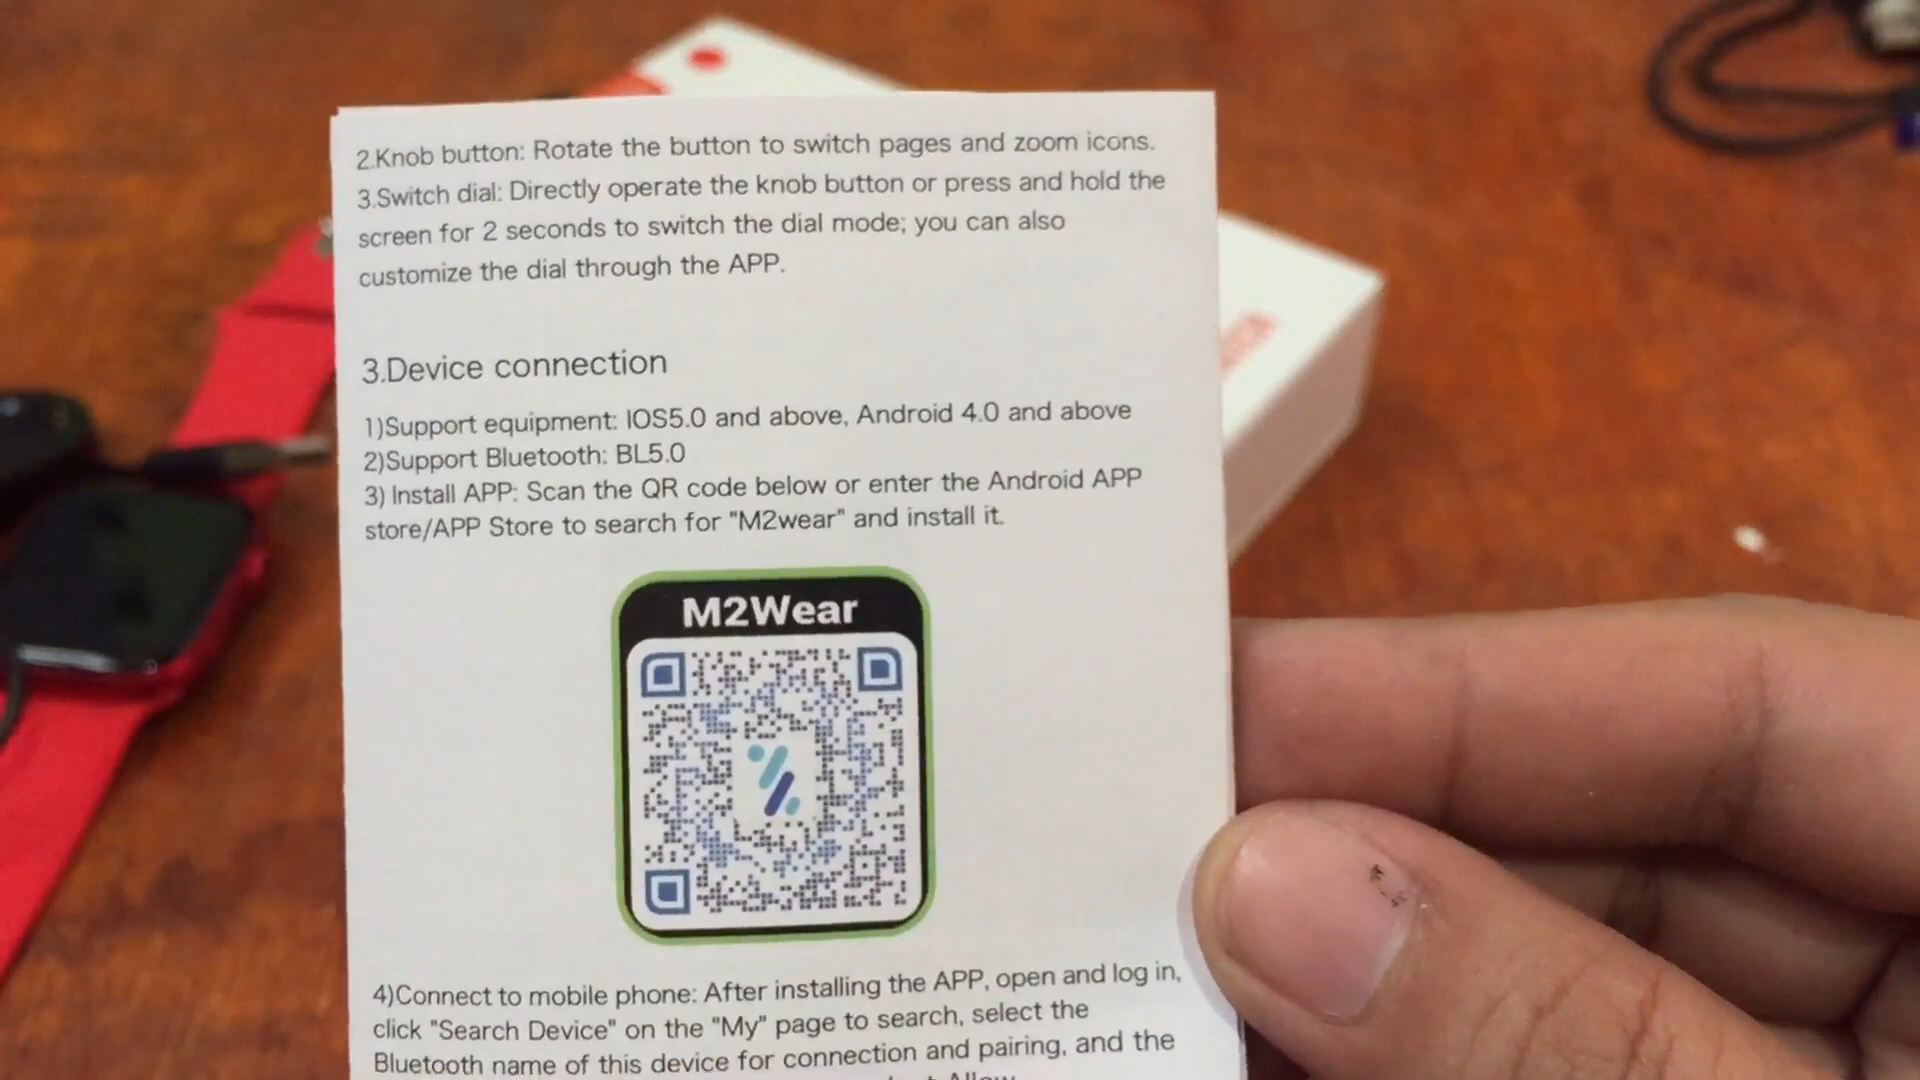 2.Knob button: Rotate the button to switch pages and zoom icons.
3.Switch dial: Directly operate the knob button or press and hold the
screen for 2 seconds to switch the dial mode; you can also
customize the dial through the APP.
3.Device connection
1)Support equipment: IOS5.0 and above, Android 4.0 and above
2)Support Bluetooth: BL5.0
3) Install APP: Scan the QR code below or enter the Android APP
store/APP Store to search for "M2wear" and install it.
M2Wear
4)Connect to mobile phone: After installing the APP, open and log in,
click "Search Device" on the "My" page to search, select the
Bluetooth name of this device for connection and pairing, and the